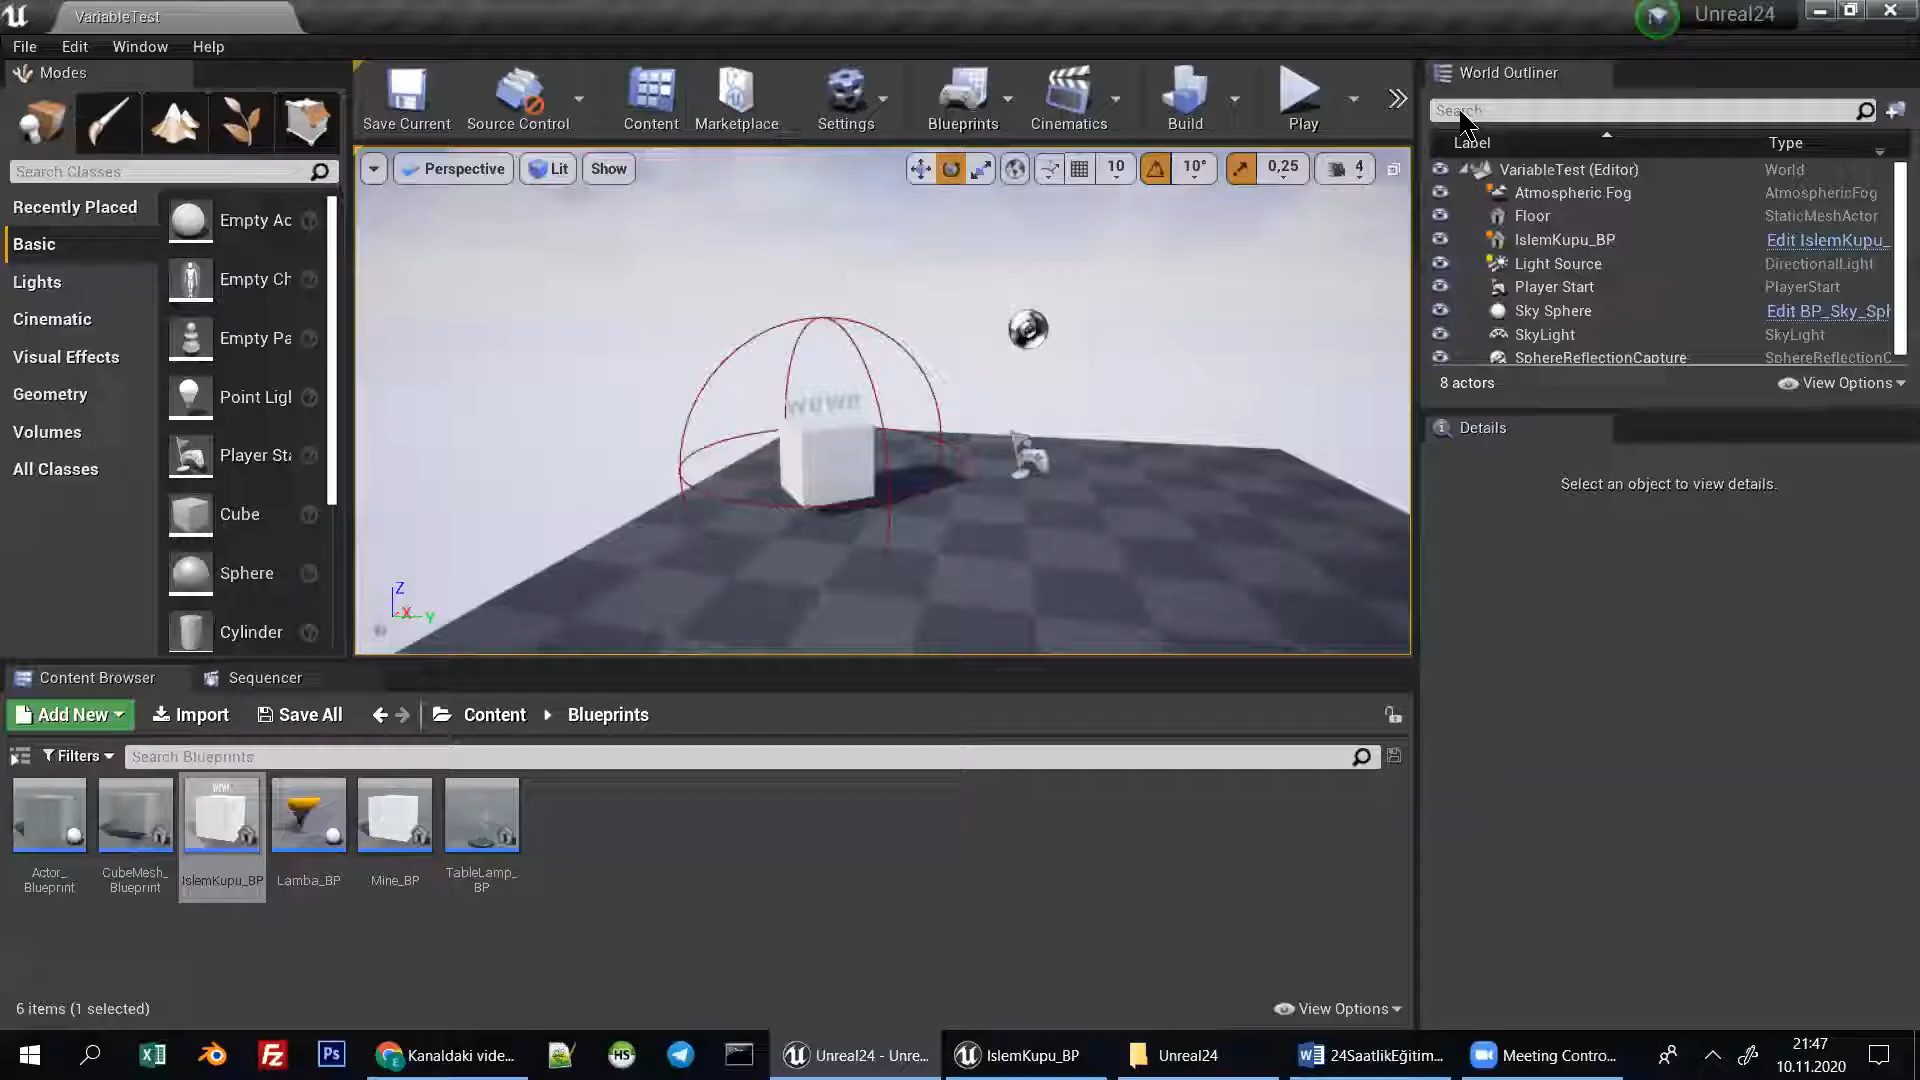 VariableTest
Unreal24
File Edit Window Help
Modes
Search Classes
Recently Placed
Basic
Lights
Cinematic
Visual Effects
Geometry
Volumes
All Classes
Empty Ac
Empty Ch
Empty Pa
Point Ligl
Player Sta
Cube
Sphere
Cylinder
Save Current Source Control Content Marketplace Settings Blueprints Cinematics Build Play
Perspective Lit Show 10 10° 0,25 4
Z
X Y
World Outliner
Search
Label Type
VariableTest (Editor) World
Atmospheric Fog AtmosphericFog
Floor StaticMeshActor
IslemKupu_BP Edit IslemKupu_
Light Source DirectionalLight
Player Start PlayerStart
Sky Sphere Edit BP_Sky_Sph
SkyLight SkyLight
SphereReflectionCapture SphereReflectionC
8 actors View Options
Details
Select an object to view details.
Content Browser Sequencer
Add New Import Save All Content Blueprints
Filters Search Blueprints
Actor_ CubeMesh_ IslemKupu_BP Lamba_BP Mine_BP TableLamp_
Blueprint Blueprint BP
6 items (1 selected) View Options
Ps Kanaldaki vide... HS Unreal24 - Unre... IslemKupu_BP Unreal24 24SaatlikEğitim... Meeting Contro...
21:47
10.11.2020